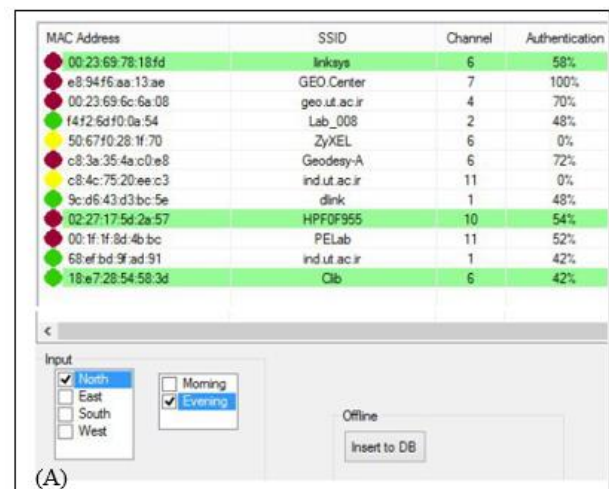 MAC Address SSID Channel Authentication
00:23:69:78:18:fd linksys 6 58%
e8:94:f6:aa:13:ae GEO.Center 7 100%
00:23:69:6c:6a:08 geo.ut.ac.ir 4 70%
f4:f2:6d:f0:0a:54 Lab_008 2 48%
50:67:f0:28:1f:70 ZyXEL 6 0%
c8:3a:35:4a:c0:e8 Geodesy-A 6 72%
c8:4c:75:20:ee:c3 ind.ut.ac.ir 11 0%
9c:d6:43:d3:bc:5e dlink 1 48%
02:27:17:5d:2a:57 HPF0F955 10 54%
00:1f:1f:8d:4b:bc PELab 11 52%
68:ef:bd:9f:ad:91 ind.ut.ac.ir 1 42%
18:e7:28:54:58:3d Clib 6 42%
<
Input
North
East
South
West
Morning
Evening
Offline
Insert to DB
(A)